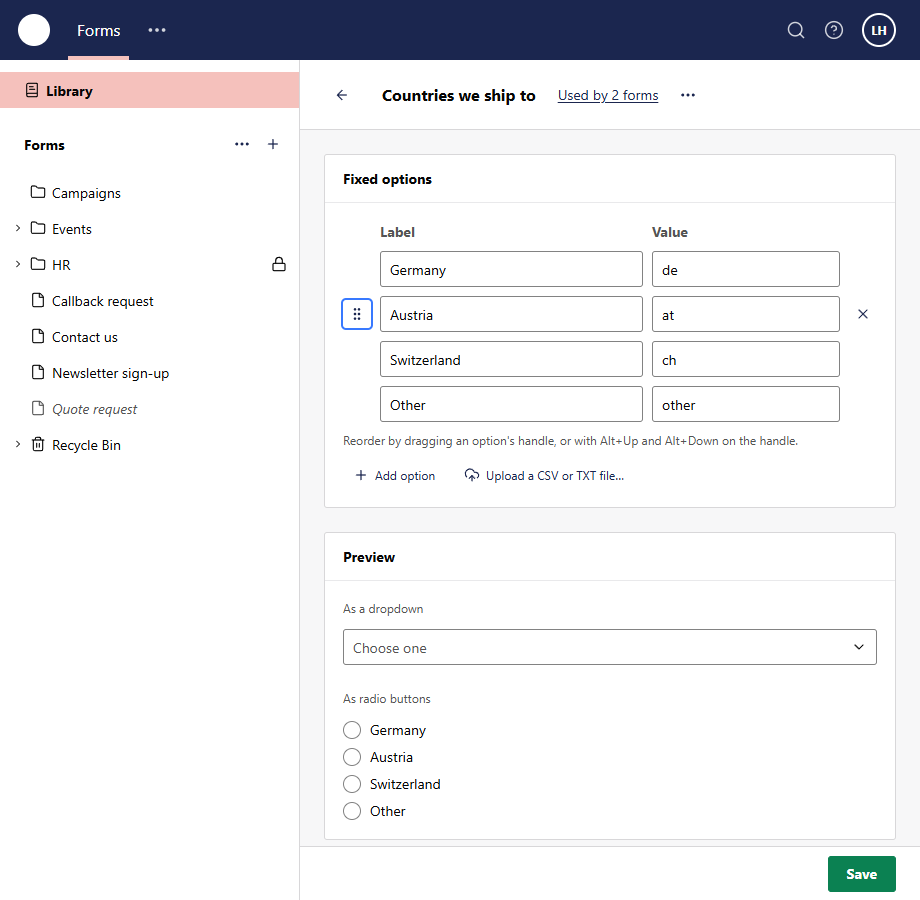 Forms
LH
Library
Countries we ship to
Used by 2 forms
Forms
Campaigns
Events
HR
Callback request
Contact us
Newsletter sign-up
Quote request
Recycle Bin
Fixed options
Label Value
Germany de
Austria at
Switzerland ch
Other other
Reorder by dragging an option's handle, or with Alt+Up and Alt+Down on the handle.
Add option Upload a CSV or TXT file...
Preview
As a dropdown
Choose one
As radio buttons
Germany
Austria
Switzerland
Other
Save